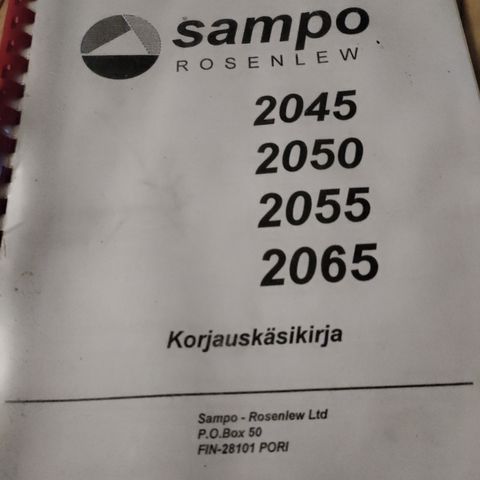 sampo
ROSENLEW
2045
2050
2055
2065
Korjauskäsikirja
Sampo - Rosenlew Ltd
P.O.Box 50
FIN-28101 PORI